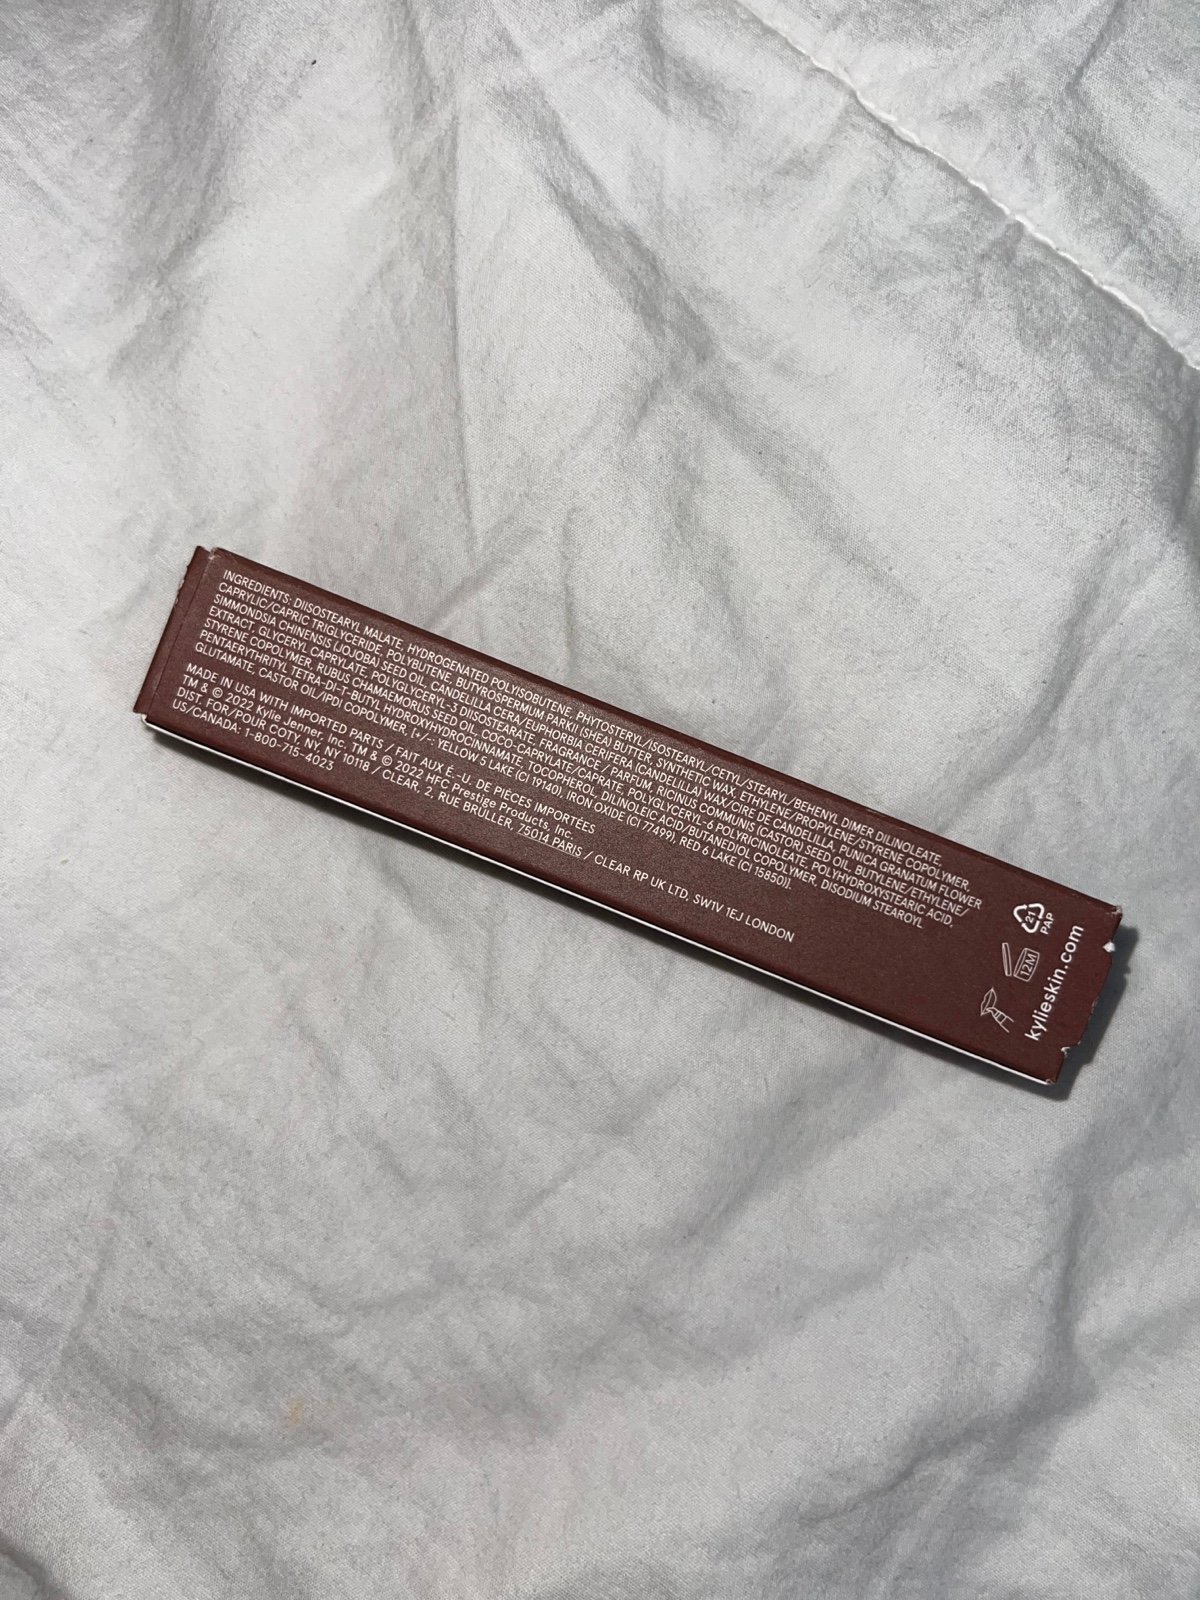 INGREDIENTS: DIISOSTEARYL MALATE, HYDROGENATED POLYISOBUTENE, PHYTOSTERYL/ISOSTEARYL/CETYL/STEARYL/BEHENYL DIMER DILINOLEATE,
CAPRYLIC/CAPRIC TRIGLYCERIDE, POLYBUTENE, BUTYROSPERMUM PARKII (SHEA) BUTTER, SYNTHETIC WAX, ETHYLENE/PROPYLENE/STYRENE COPOLYMER,
SIMMONDSIA CHINENSIS (JOJOBA) SEED OIL, CANDELILLA CERA/EUPHORBIA CERIFERA (CANDELILLA) WAX/CIRE DE CANDELILLA, PUNICA GRANATUM FLOWER
EXTRACT, GLYCERYL CAPRYLATE, POLYGLYCERYL-3 DIISOSTEARATE, FRAGRANCE / PARFUM, RICINUS COMMUNIS (CASTOR) SEED OIL, BUTYLENE/ETHYLENE/
STYRENE COPOLYMER, RUBUS CHAMAEMORUS SEED OIL, COCO-CAPRYLATE/CAPRATE, POLYGLYCERYL-6 POLYRICINOLEATE, POLYHYDROXYSTEARIC ACID,
PENTAERYTHRITYL TETRA-DI-T-BUTYL HYDROXYHYDROCINNAMATE, TOCOPHEROL, DILINOLEIC ACID/BUTANEDIOL COPOLYMER, DISODIUM STEAROYL
GLUTAMATE, CASTOR OIL/IPDI COPOLYMER, [+/-: YELLOW 5 LAKE (CI 19140), IRON OXIDE (CI 77499), RED 6 LAKE (CI 15850)].
MADE IN USA WITH IMPORTED PARTS / FAIT AUX É.-U. DE PIÈCES IMPORTÉES
TM & © 2022 Kylie Jenner, Inc. TM & © 2022 HFC Prestige Products, Inc.
DIST. FOR/POUR COTY, NY, NY 10118 / CLEAR, 2, RUE BRÜLLER, 75014 PARIS / CLEAR RP UK LTD, SW1V 1EJ LONDON
US/CANADA: 1-800-715-4023
21
PAP
12M
kylieskin.com